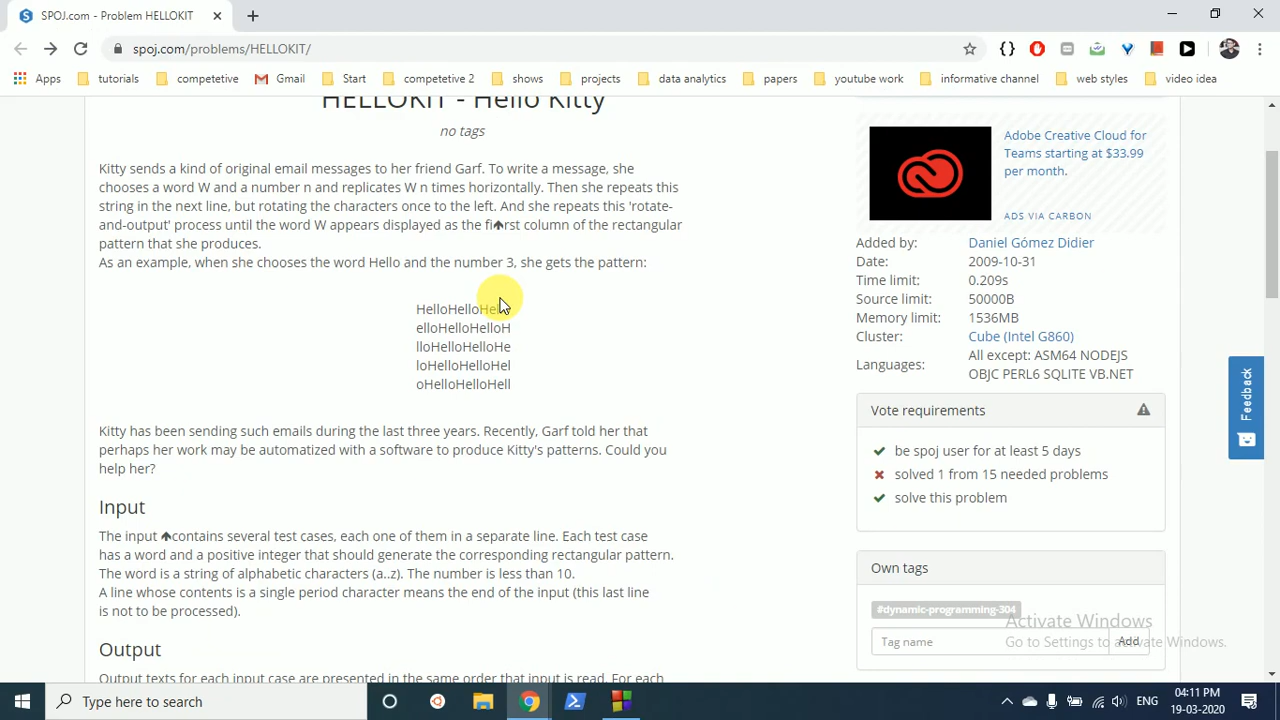 SPOJ.com - Problem HELLOKIT
spoj.com/problems/HELLOKIT/
Apps tutorials competetive Gmail Start competetive 2 shows projects data analytics papers youtube work informative channel web styles video idea
HELLOKIT - Hello Kitty
no tags
Kitty sends a kind of original email messages to her friend Garf. To write a message, she
chooses a word W and a number n and replicates W n times horizontally. Then she repeats this
string in the next line, but rotating the characters once to the left. And she repeats this 'rotate-
and-output' process until the word W appears displayed as the fi🡹rst column of the rectangular
pattern that she produces.
As an example, when she chooses the word Hello and the number 3, she gets the pattern:
HelloHelloHello
elloHelloHelloH
lloHelloHelloHe
loHelloHelloHel
oHelloHelloHell
Kitty has been sending such emails during the last three years. Recently, Garf told her that
perhaps her work may be automatized with a software to produce Kitty's patterns. Could you
help her?
Input
The input 🡹contains several test cases, each one of them in a separate line. Each test case
has a word and a positive integer that should generate the corresponding rectangular pattern.
The word is a string of alphabetic characters (a..z). The number is less than 10.
A line whose contents is a single period character means the end of the input (this last line
is not to be processed).
Output
Output texts for each input case are presented in the same order that input is read. For each
Adobe Creative Cloud for
Teams starting at $33.99
per month.
ADS VIA CARBON
Added by: Daniel Gómez Didier
Date: 2009-10-31
Time limit: 0.209s
Source limit: 50000B
Memory limit: 1536MB
Cluster: Cube (Intel G860)
Languages: All except: ASM64 NODEJS
OBJC PERL6 SQLITE VB.NET
Vote requirements
be spoj user for at least 5 days
solved 1 from 15 needed problems
solve this problem
Own tags
#dynamic-programming-304
Tag name Add
Feedback
Activate Windows
Go to Settings to activate Windows.
Type here to search
ENG
04:11 PM
19-03-2020